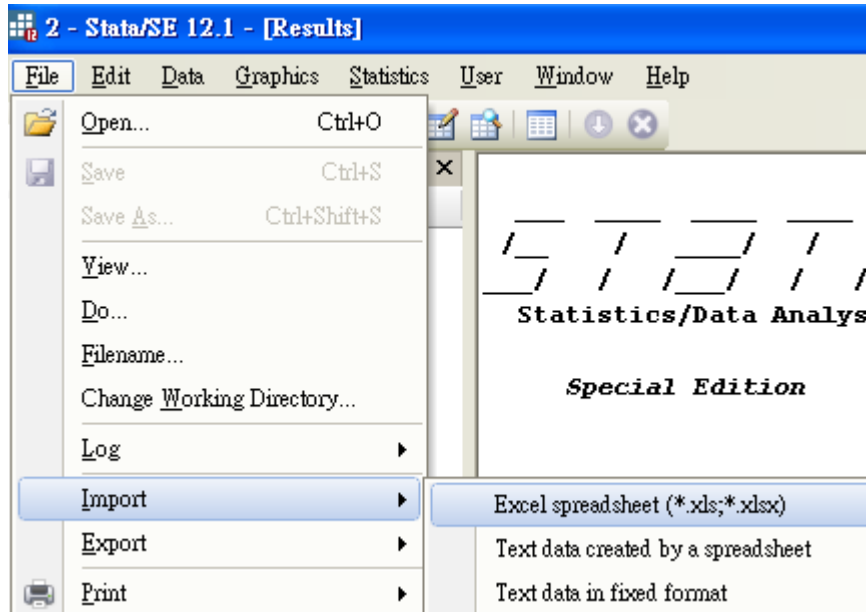 2 - Stata/SE 12.1 - [Results]
File Edit Data Graphics Statistics User Window Help
Open... Ctrl+O
Save Ctrl+S
Save As... Ctrl+Shift+S
View...
Do...
Filename...
Change Working Directory...
Log
Import
Export
Print
Statistics/Data Analys
Special Edition
Excel spreadsheet (*.xls;*.xlsx)
Text data created by a spreadsheet
Text data in fixed format